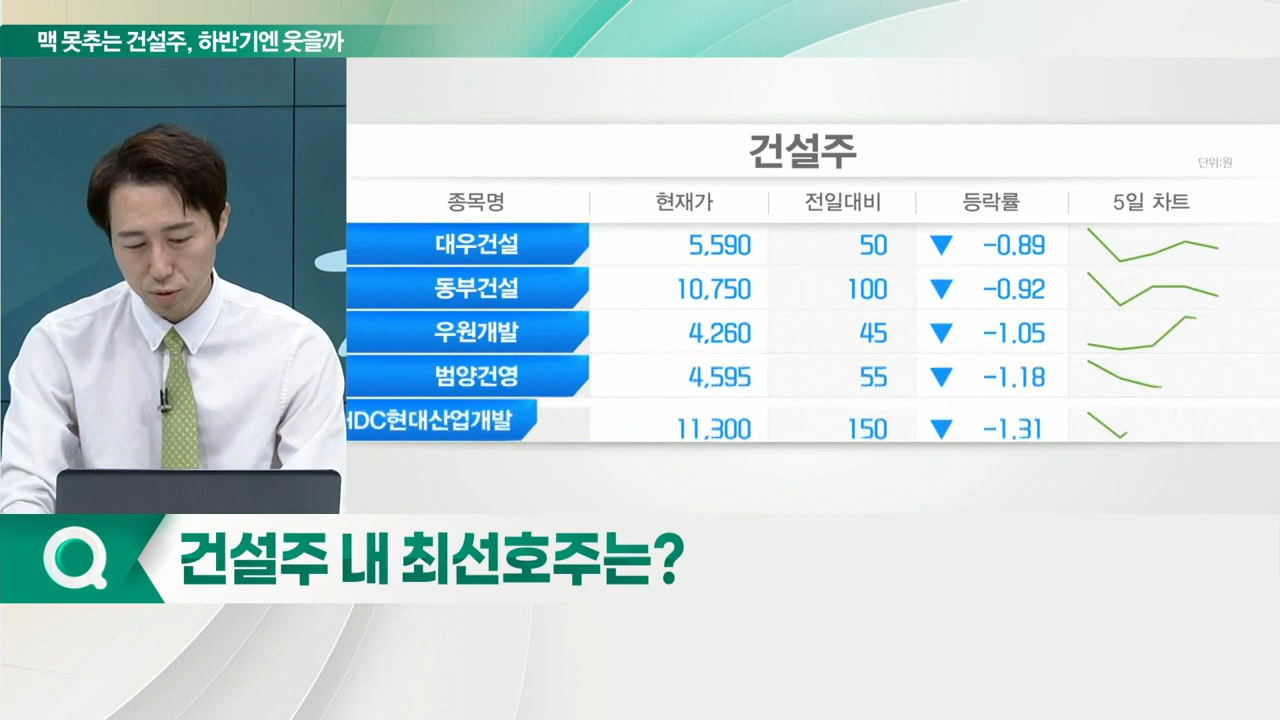 맥 못추는 건설주, 하반기엔 웃을까
건설주
단위:원
종목명 현재가 전일대비 등락률 5일 차트
대우건설 5,590 50 ▼ -0.89
동부건설 10,750 100 ▼ -0.92
우원개발 4,260 45 ▼ -1.05
범양건영 4,595 55 ▼ -1.18
HDC현대산업개발 11,300 150 ▼ -1.31
Q 건설주 내 최선호주는?